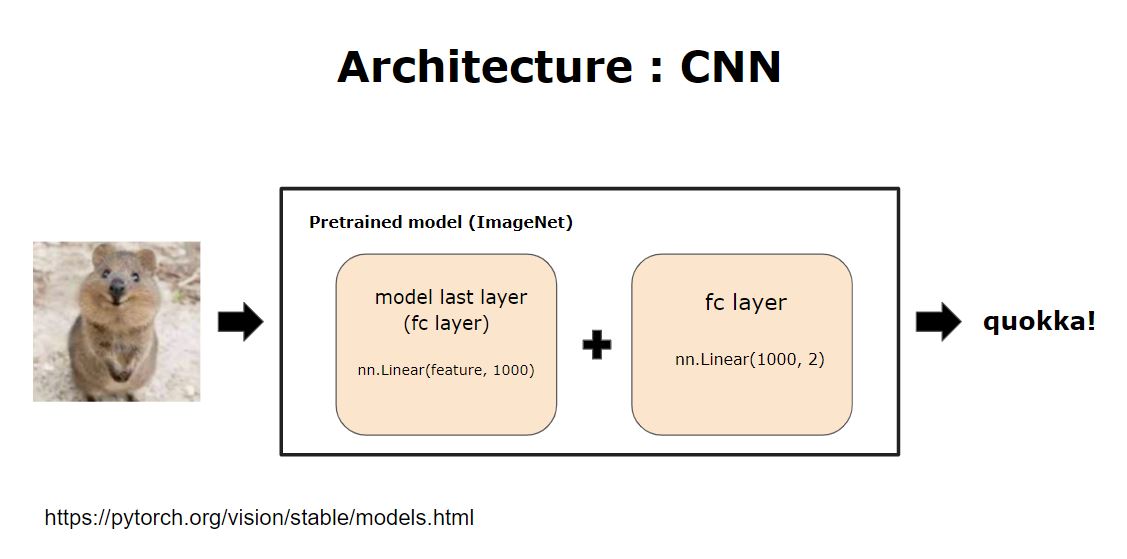 Architecture : CNN
Pretrained model (ImageNet)
model last layer
(fc layer)
nn.Linear(feature, 1000)
fc layer
nn.Linear(1000, 2)
quokka!
https://pytorch.org/vision/stable/models.html